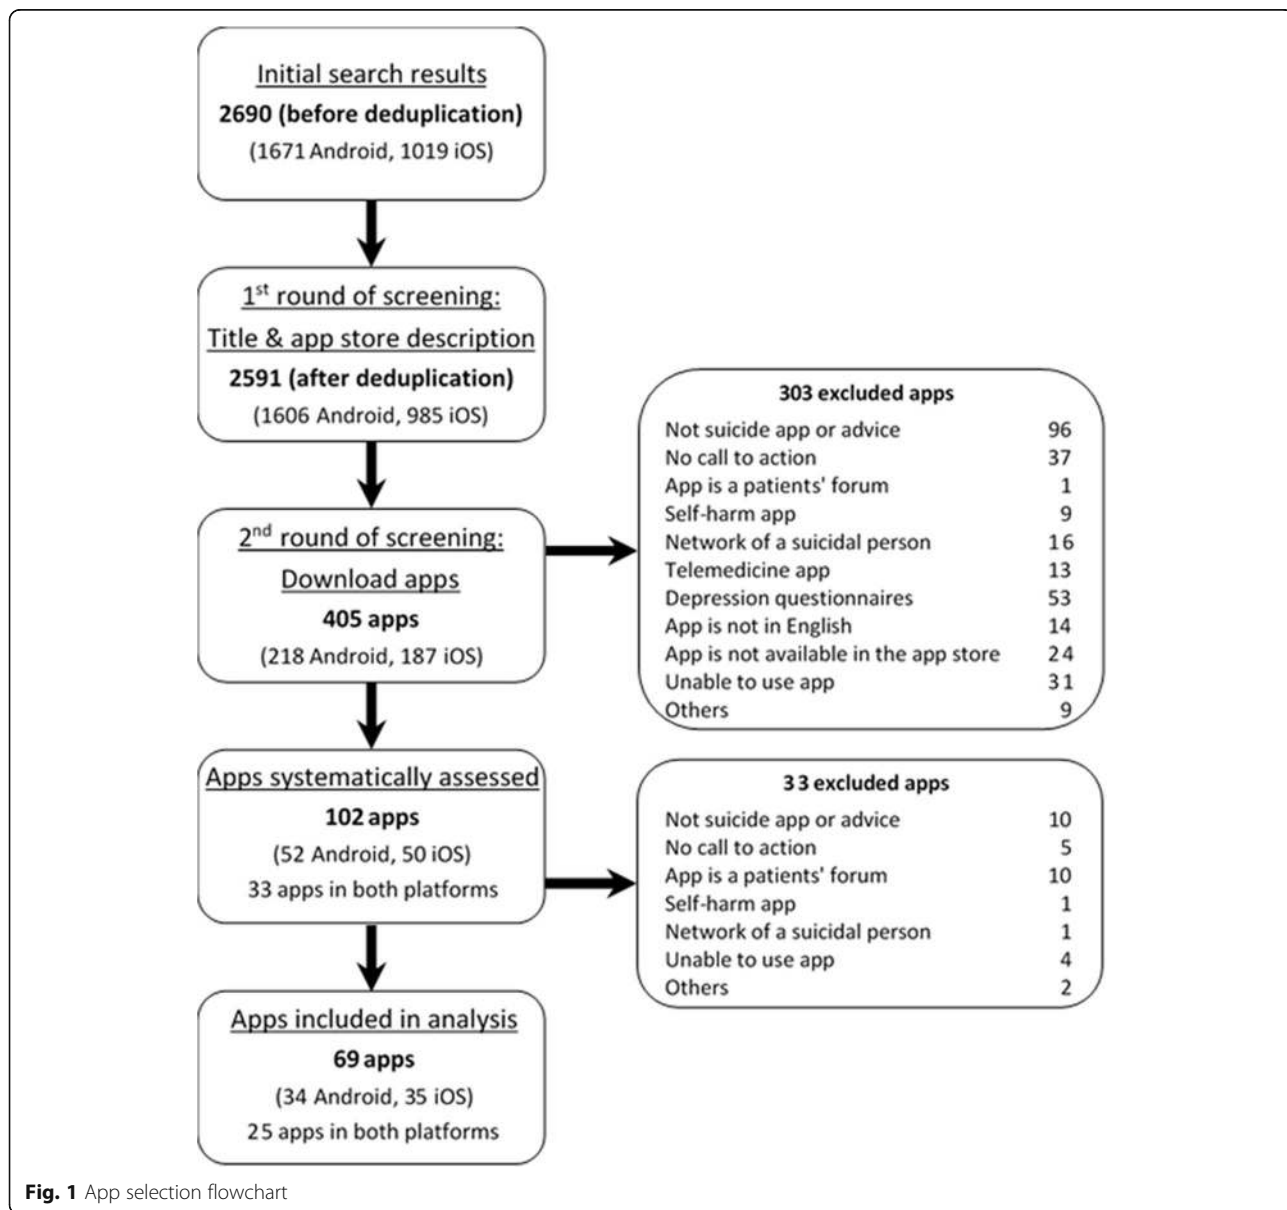 Initial search results
2690 (before deduplication)
(1671 Android, 1019 iOS)
1st round of screening:
Title & app store description
2591 (after deduplication)
(1606 Android, 985 iOS)
2nd round of screening:
Download apps
405 apps
(218 Android, 187 iOS)
303 excluded apps
Not suicide app or advice 96
No call to action 37
App is a patients' forum 1
Self-harm app 9
Network of a suicidal person 16
Telemedicine app 13
Depression questionnaires 53
App is not in English 14
App is not available in the app store 24
Unable to use app 31
Others 9
Apps systematically assessed
102 apps
(52 Android, 50 iOS)
33 apps in both platforms
33 excluded apps
Not suicide app or advice 10
No call to action 5
App is a patients' forum 10
Self-harm app 1
Network of a suicidal person 1
Unable to use app 4
Others 2
Apps included in analysis
69 apps
(34 Android, 35 iOS)
25 apps in both platforms
Fig. 1 App selection flowchart